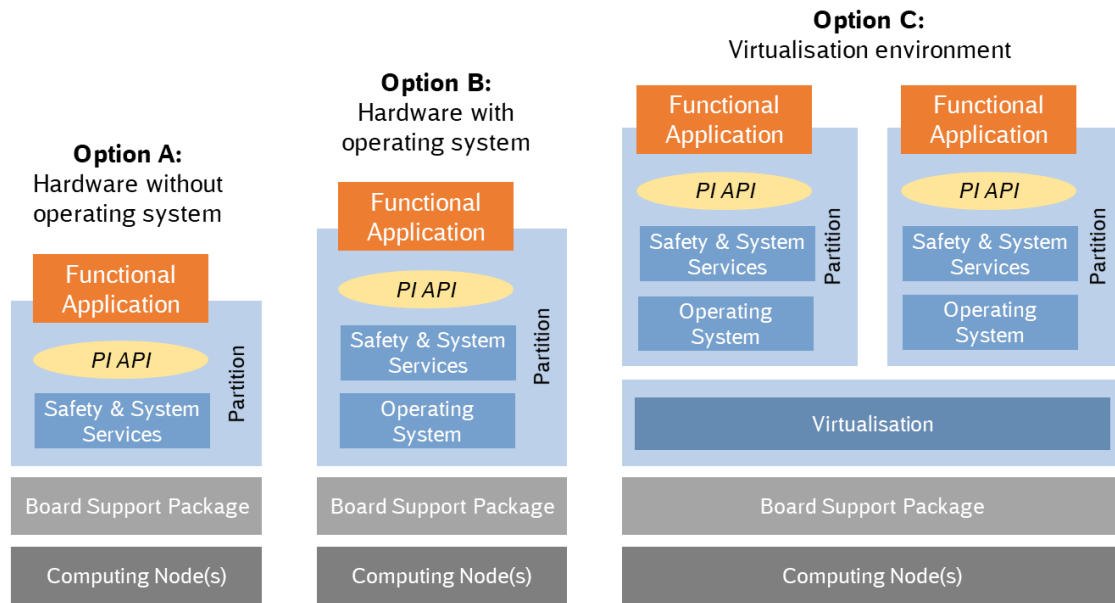 Option A:
Hardware without
operating system
Functional
Application
PI API
Safety & System
Services
Partition
Board Support Package
Computing Node(s)
Option B:
Hardware with
operating system
Functional
Application
PI API
Safety & System
Services
Operating
System
Partition
Board Support Package
Computing Node(s)
Option C:
Virtualisation environment
Functional
Application
PI API
Safety & System
Services
Operating
System
Partition
Functional
Application
PI API
Safety & System
Services
Operating
System
Partition
Virtualisation
Board Support Package
Computing Node(s)